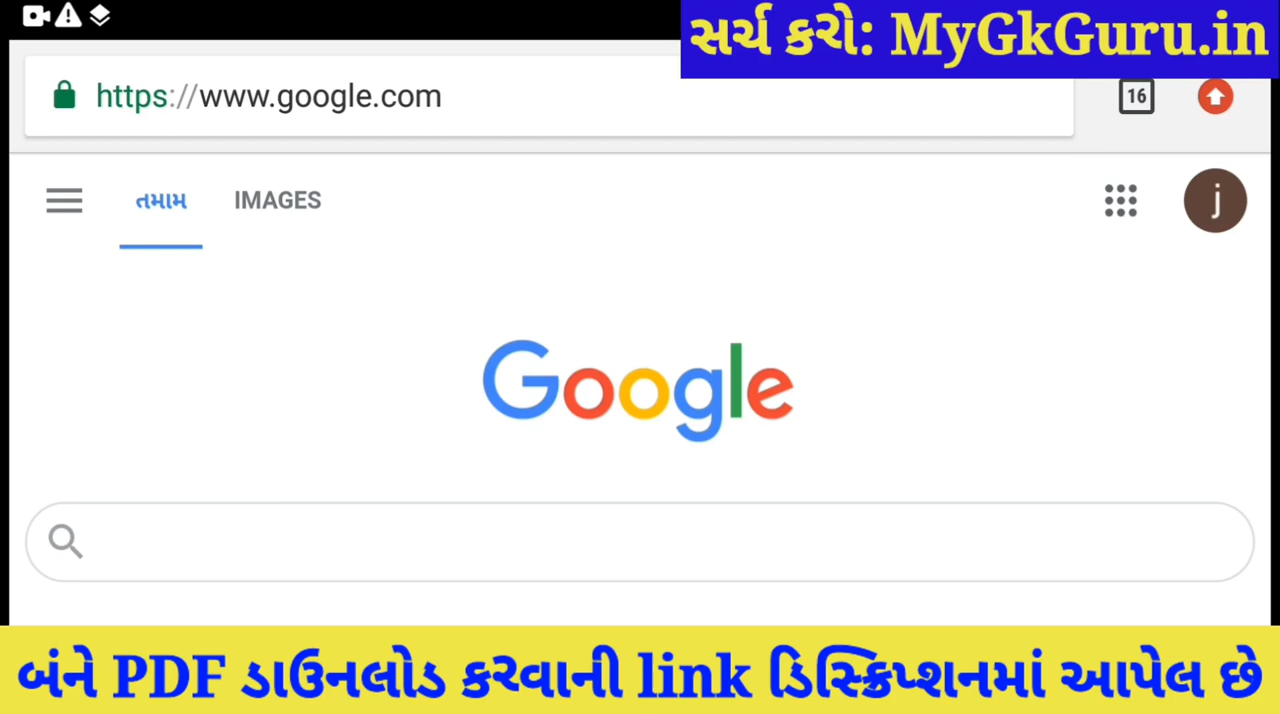 સર્ચ કરો: MyGkGuru.in
https://www.google.com
16
તમામ IMAGES
j
Google
બંને PDF ડાઉનલોડ કરવાની link ડિસ્ક્રિપ્શનમાં આપેલ છે